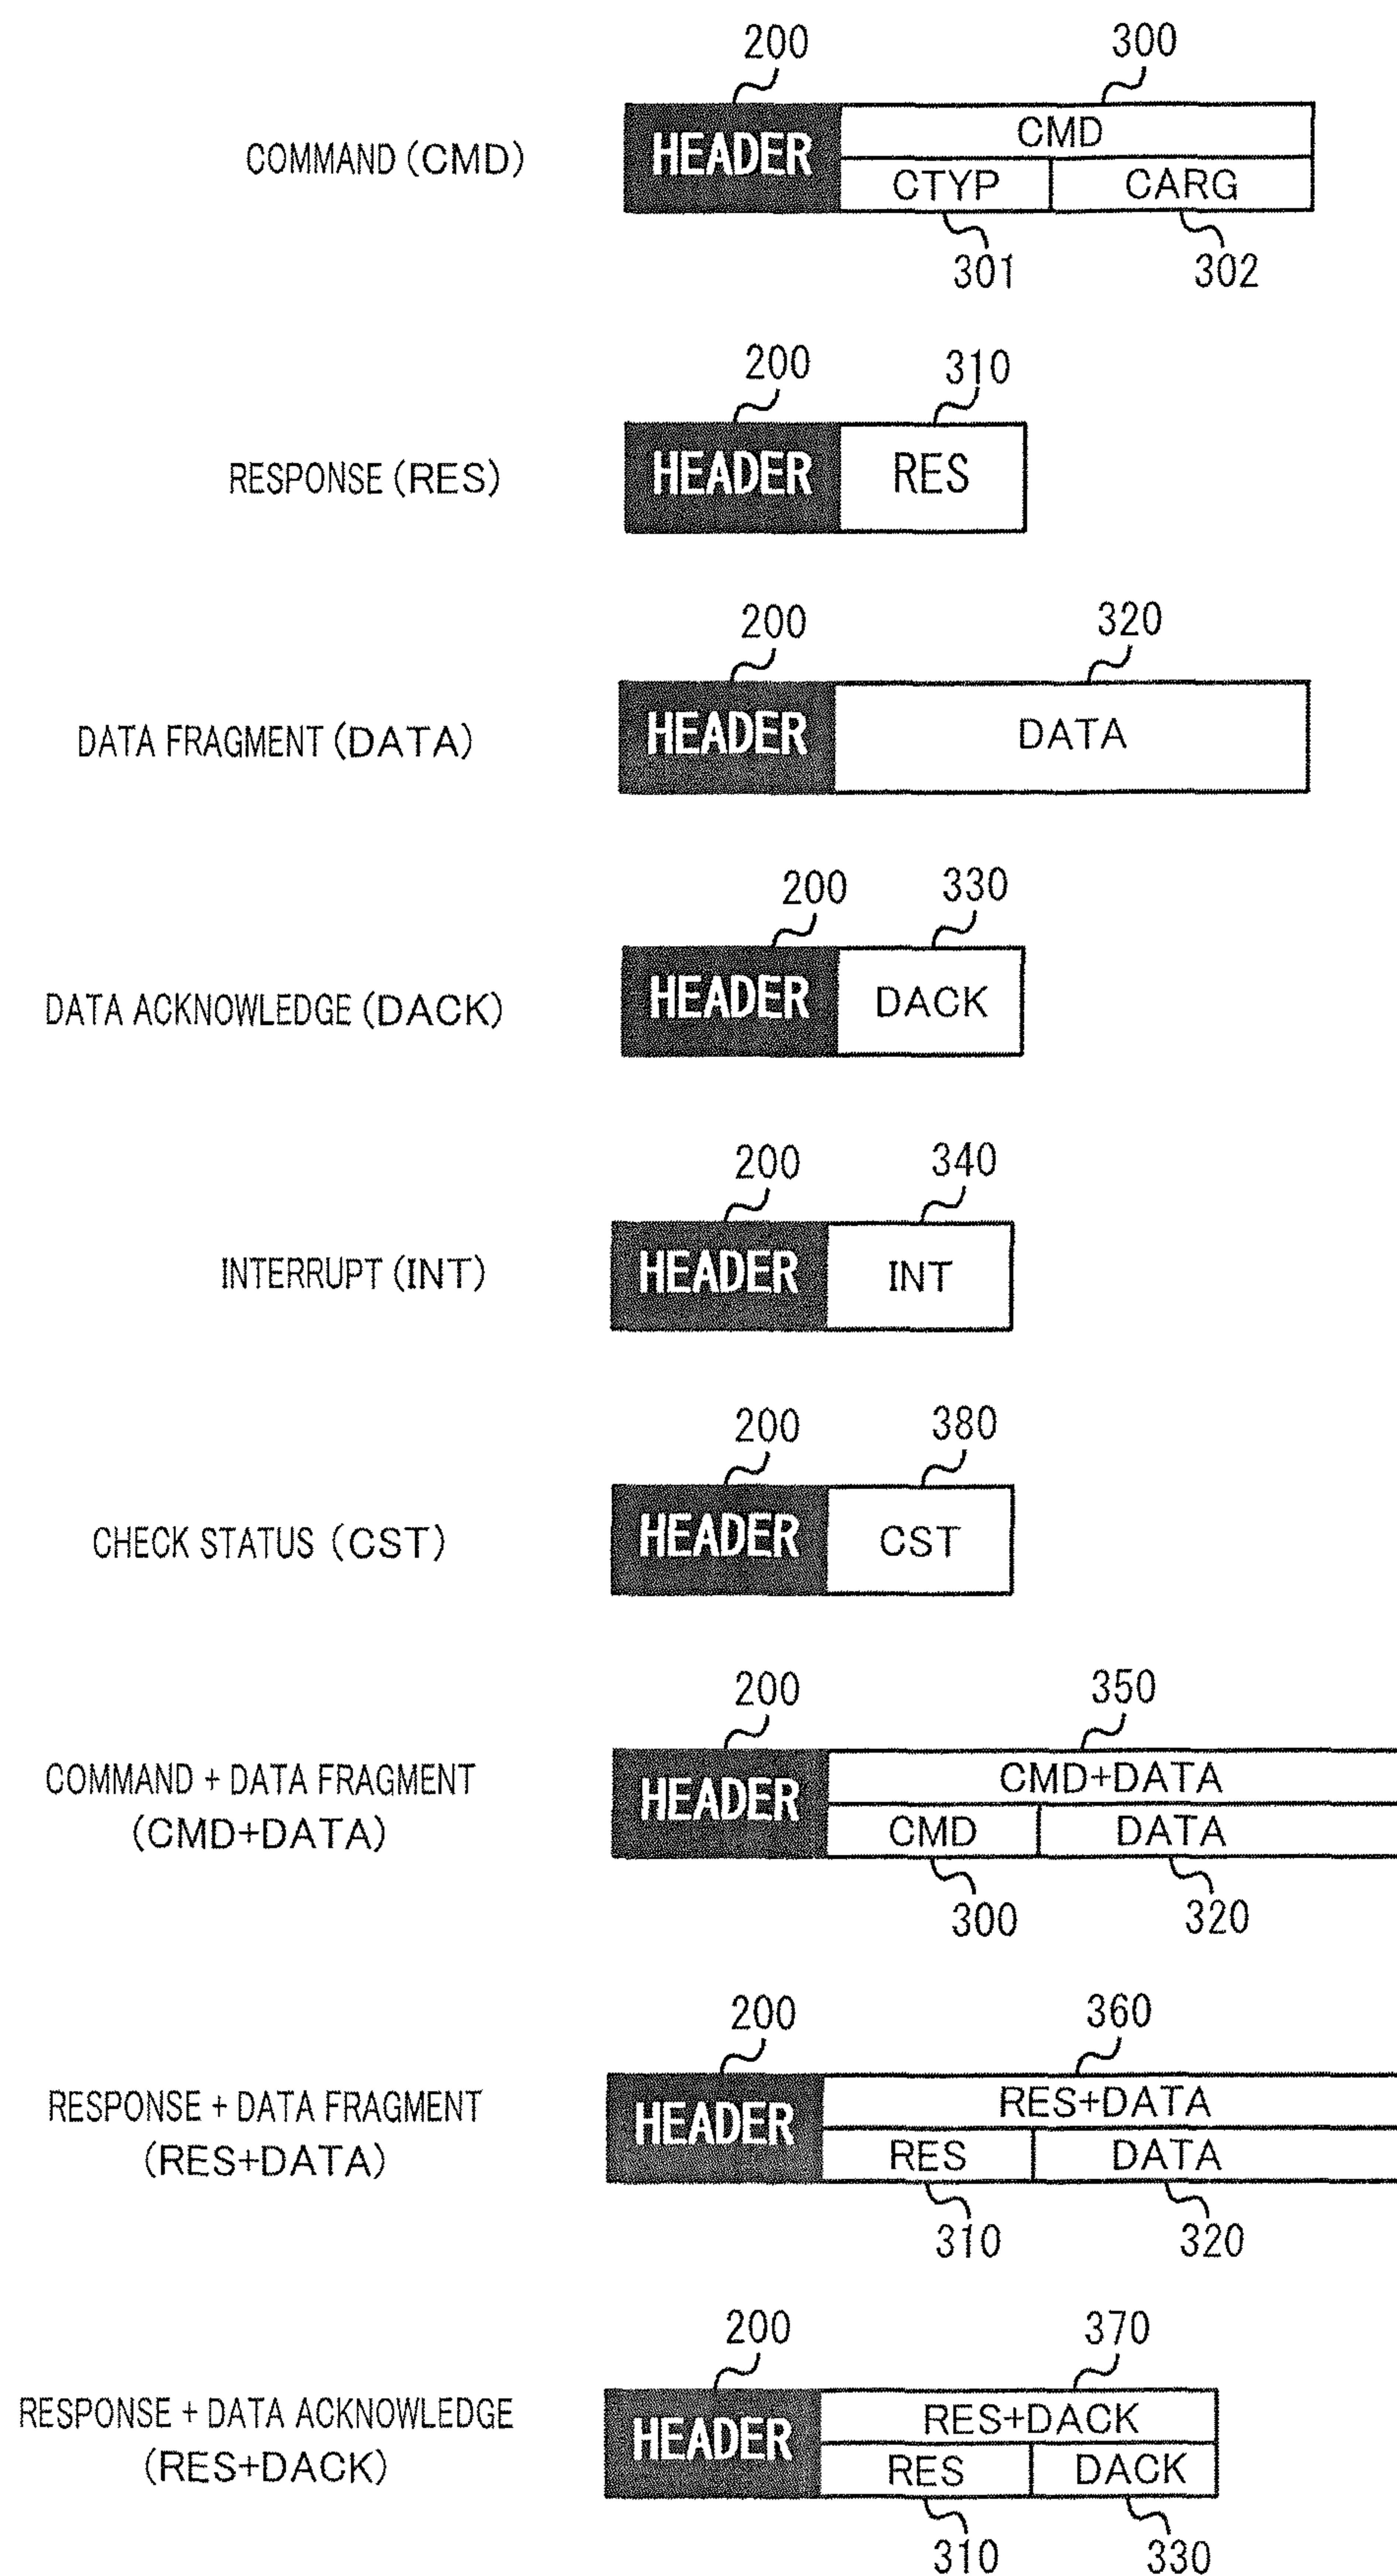 200 300
COMMAND (CMD) HEADER CMD
CTYP CARG
301 302
200 310
RESPONSE (RES) HEADER RES
200 320
DATA FRAGMENT (DATA) HEADER DATA
200 330
DATA ACKNOWLEDGE (DACK) HEADER DACK
200 340
INTERRUPT (INT) HEADER INT
200 380
CHECK STATUS (CST) HEADER CST
200 350
COMMAND + DATA FRAGMENT HEADER CMD+DATA
(CMD+DATA) CMD DATA
300 320
200 360
RESPONSE + DATA FRAGMENT HEADER RES+DATA
(RES+DATA) RES DATA
310 320
200 370
RESPONSE + DATA ACKNOWLEDGE HEADER RES+DACK
(RES+DACK) RES DACK
310 330